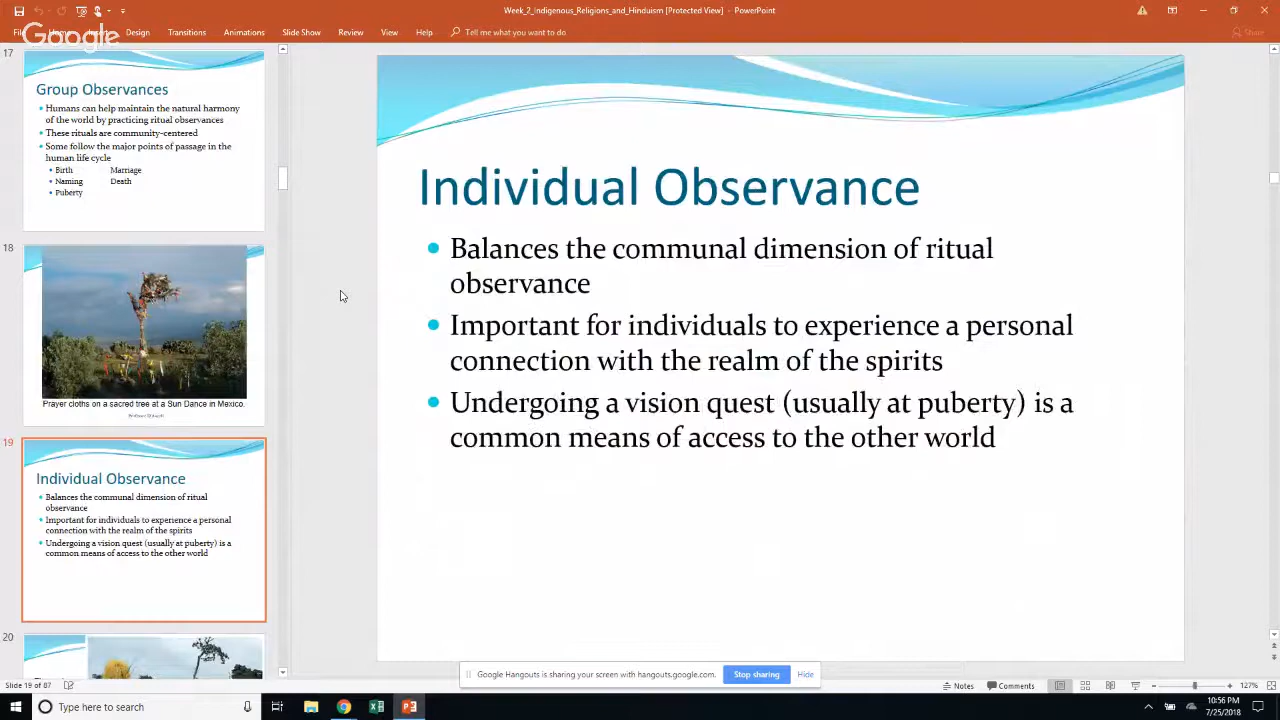 Week_2_Indigenous_Religions_and_Hinduism [Protected View] - PowerPoint
Google
File
Design
Transitions
Animations
Slide Show
Review
View
Help
Tell me what you want to do
Share
17
Group Observances
Humans can help maintain the natural harmony
of the world by practicing ritual observances
These rituals are community-centered
Some follow the major points of passage in the
human life cycle
Birth Marriage
Naming Death
Puberty
18
Prayer cloths on a sacred tree at a Sun Dance in Mexico.
19
Individual Observance
Balances the communal dimension of ritual
observance
Important for individuals to experience a personal
connection with the realm of the spirits
Undergoing a vision quest (usually at puberty) is a
common means of access to the other world
20
Individual Observance
Balances the communal dimension of ritual
observance
Important for individuals to experience a personal
connection with the realm of the spirits
Undergoing a vision quest (usually at puberty) is a
common means of access to the other world
Google Hangouts is sharing your screen with hangouts.google.com.
Stop sharing
Hide
Slide 19 of 87
Notes
Comments
127%
Type here to search
10:56 PM
7/25/2018